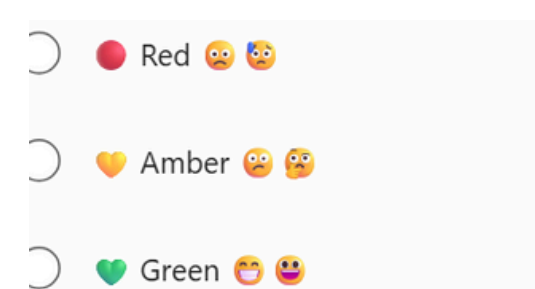 🔴 Red 🙁 😰
💛 Amber 😕 🤔
💚 Green 😁 😀